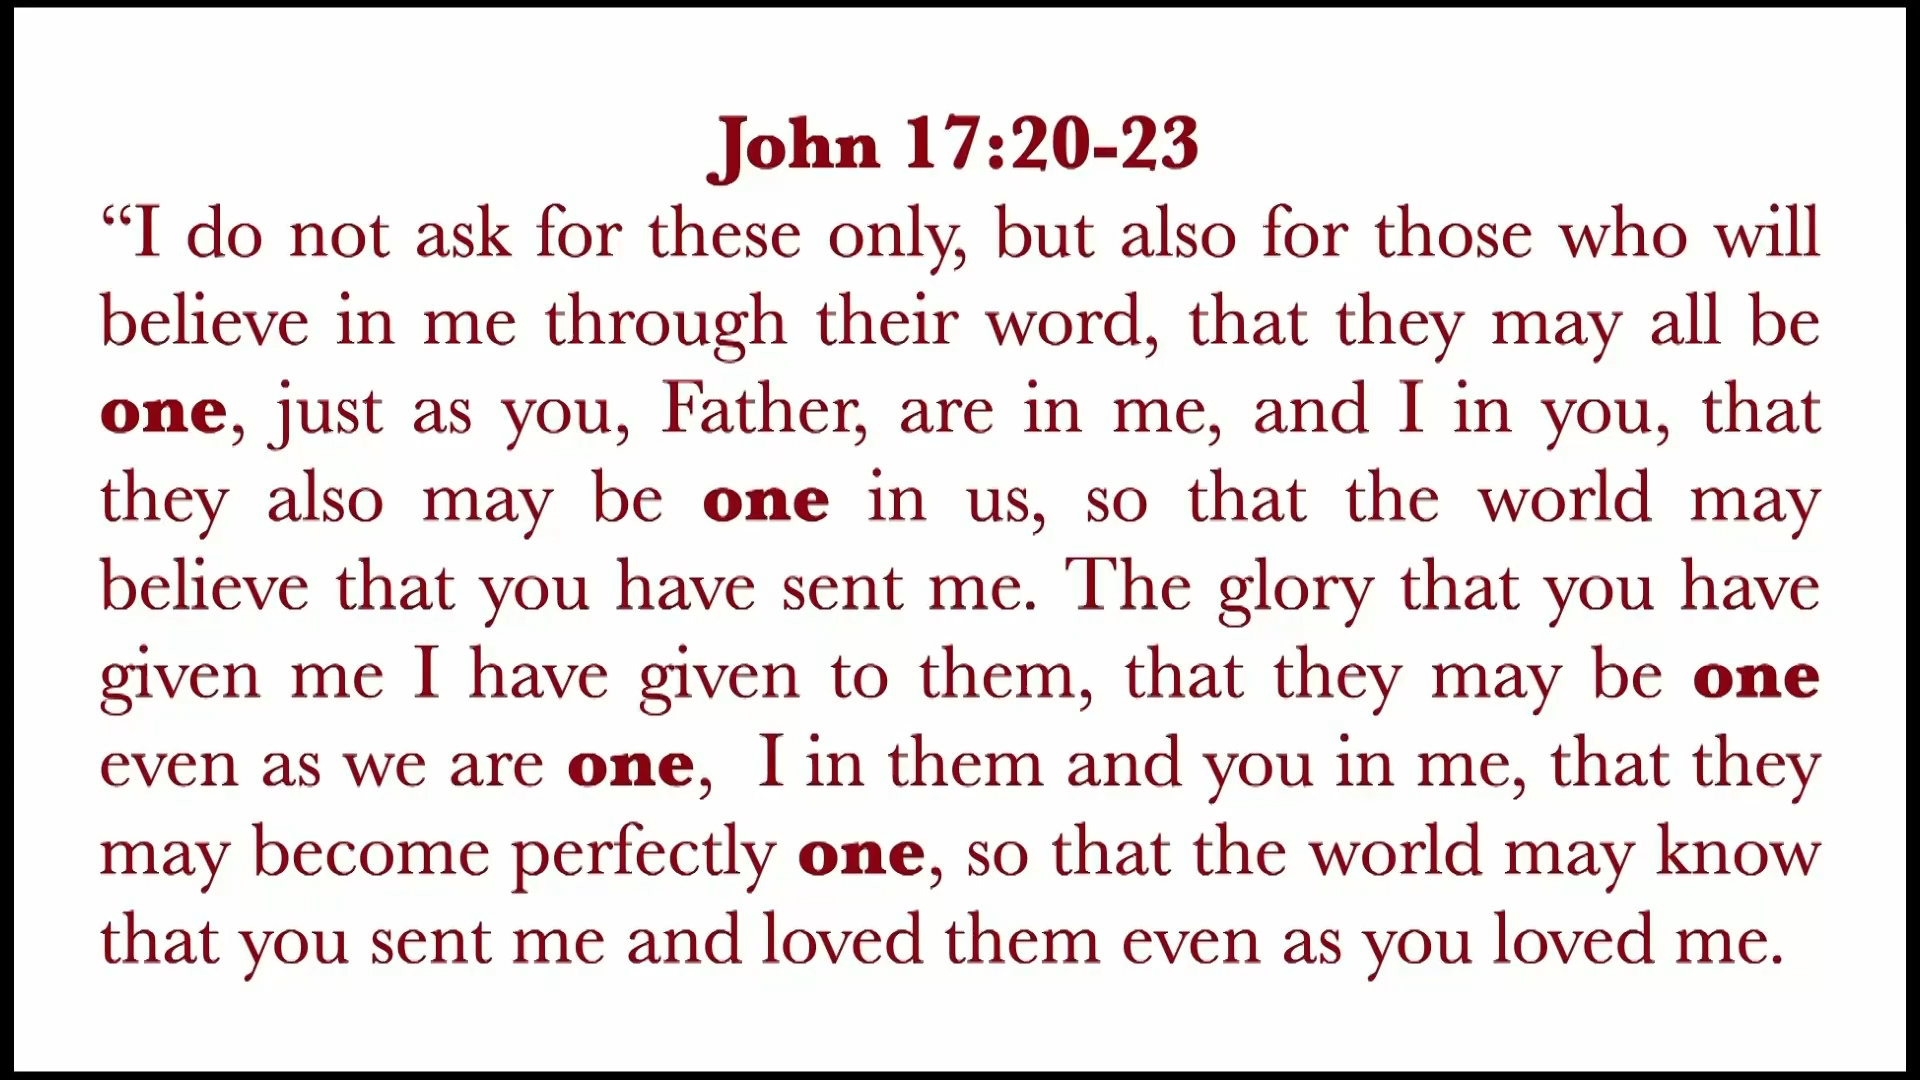 John 17:20-23
“I do not ask for these only, but also for those who will
believe in me through their word, that they may all be
one, just as you, Father, are in me, and I in you, that
they also may be one in us, so that the world may
believe that you have sent me. The glory that you have
given me I have given to them, that they may be one
even as we are one,  I in them and you in me, that they
may become perfectly one, so that the world may know
that you sent me and loved them even as you loved me.